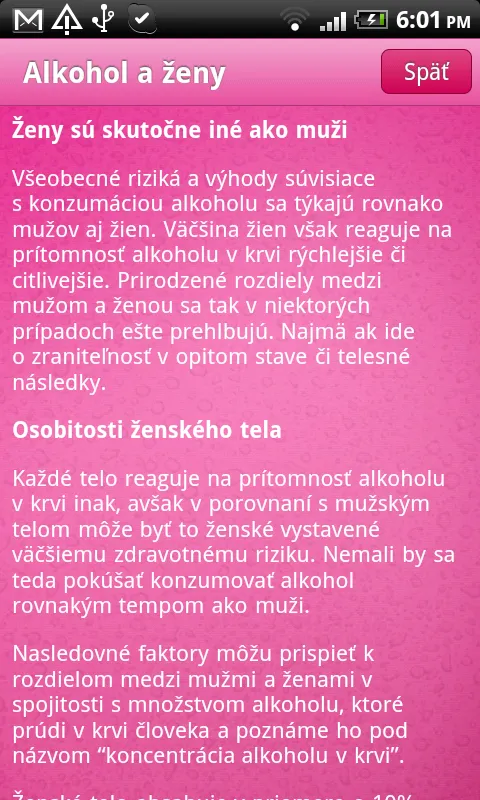 6:01 PM
Alkohol a ženy
Späť
Ženy sú skutočne iné ako muži
Všeobecné riziká a výhody súvisiace
s konzumáciou alkoholu sa týkajú rovnako
mužov aj žien. Väčšina žien však reaguje na
prítomnosť alkoholu v krvi rýchlejšie či
citlivejšie. Prirodzené rozdiely medzi
mužom a ženou sa tak v niektorých
prípadoch ešte prehlbujú. Najmä ak ide
o zraniteľnosť v opitom stave či telesné
následky.
Osobitosti ženského tela
Každé telo reaguje na prítomnosť alkoholu
v krvi inak, avšak v porovnaní s mužským
telom môže byť to ženské vystavené
väčšiemu zdravotnému riziku. Nemali by sa
teda pokúšať konzumovať alkohol
rovnakým tempom ako muži.
Nasledovné faktory môžu prispieť k
rozdielom medzi mužmi a ženami v
spojitosti s množstvom alkoholu, ktoré
prúdi v krvi človeka a poznáme ho pod
názvom “koncentrácia alkoholu v krvi”.